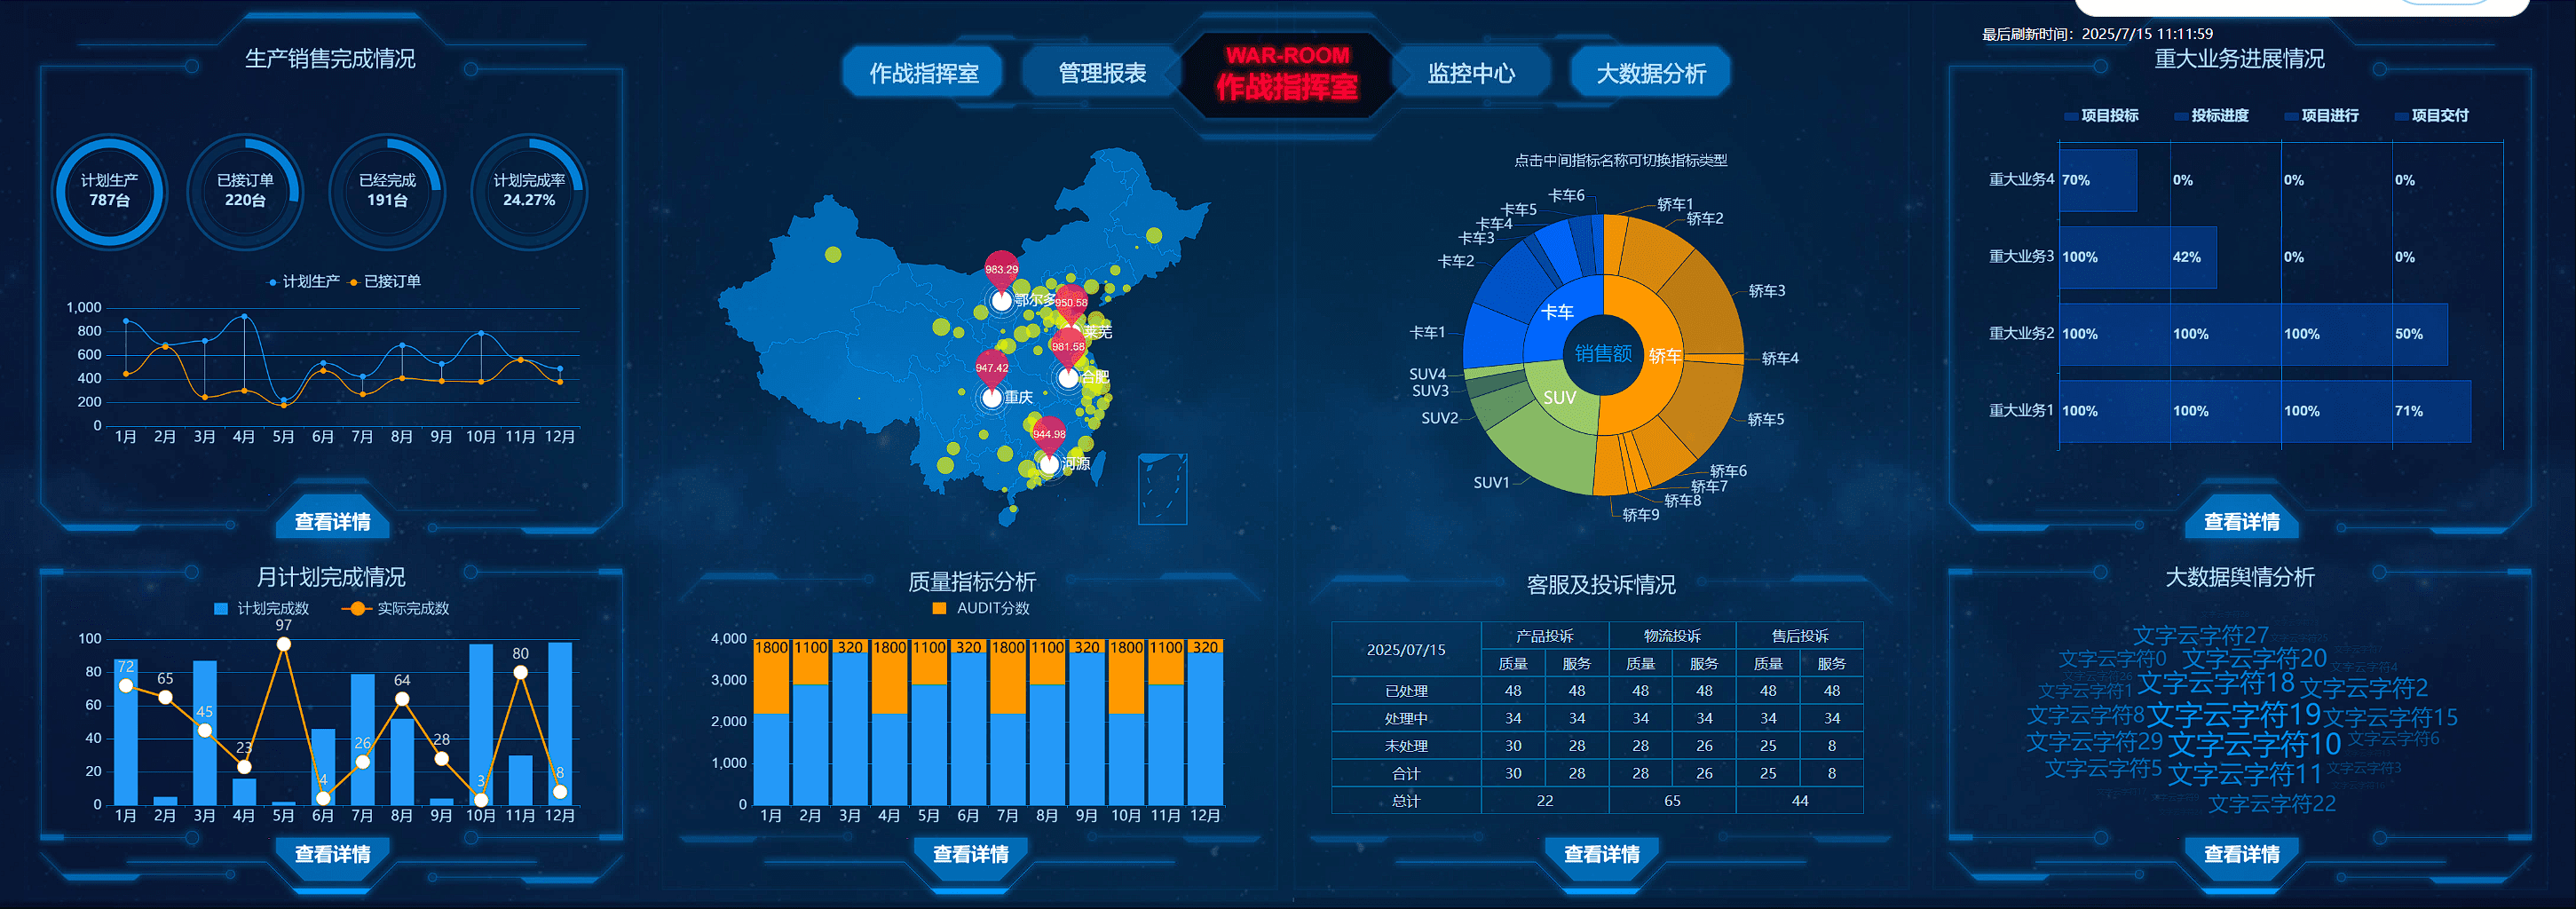 最后刷新时间：2025/7/15 11:11:59
作战指挥室
管理报表
WAR-ROOM
作战指挥室
监控中心
大数据分析
生产销售完成情况
计划生产
787台
已接订单
220台
已经完成
191台
计划完成率
24.27%
计划生产 已接订单
1,000
800
600
400
200
0
1月 2月 3月 4月 5月 6月 7月 8月 9月 10月 11月 12月
查看详情
月计划完成情况
计划完成数 实际完成数
100
80
60
40
20
0
72 65 45 23 97 4 26 64 28 3 80 8
1月 2月 3月 4月 5月 6月 7月 8月 9月 10月 11月 12月
查看详情
983.29
鄂尔多
950.58
莱芜
981.58
合肥
947.42
重庆
944.98
河源
质量指标分析
AUDIT分数
4,000
3,000
2,000
1,000
0
1800 1100 320 1800 1100 320 1800 1100 320 1800 1100 320
1月 2月 3月 4月 5月 6月 7月 8月 9月 10月 11月 12月
查看详情
点击中间指标名称可切换指标类型
销售额
轿车
SUV
卡车
轿车1
轿车2
轿车3
轿车4
轿车5
轿车6
轿车7
轿车8
轿车9
SUV1
SUV2
SUV3
SUV4
卡车1
卡车2
卡车3
卡车4
卡车5
卡车6
客服及投诉情况
2025/07/15 产品投诉 物流投诉 售后投诉
质量 服务 质量 服务 质量 服务
已处理 48 48 48 48 48 48
处理中 34 34 34 34 34 34
未处理 30 28 28 26 25 8
合计 30 28 28 26 25 8
总计 22 65 44
查看详情
重大业务进展情况
项目投标 投标进度 项目进行 项目交付
重大业务4 70% 0% 0% 0%
重大业务3 100% 42% 0% 0%
重大业务2 100% 100% 100% 50%
重大业务1 100% 100% 100% 71%
查看详情
大数据舆情分析
文字云字符27
文字云字符0 文字云字符20 文字云字符4
文字云字符1 文字云字符18 文字云字符2
文字云字符8 文字云字符19 文字云字符15
文字云字符29 文字云字符10 文字云字符6
文字云字符5 文字云字符11 文字云字符3
文字云字符22
查看详情